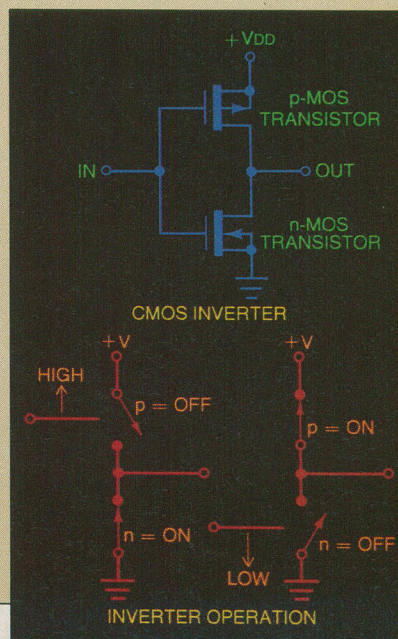 +VDD
p-MOS
TRANSISTOR
IN
OUT
n-MOS
TRANSISTOR
CMOS INVERTER
+V
HIGH
p = OFF
n = ON
+V
p = ON
LOW
n = OFF
INVERTER OPERATION